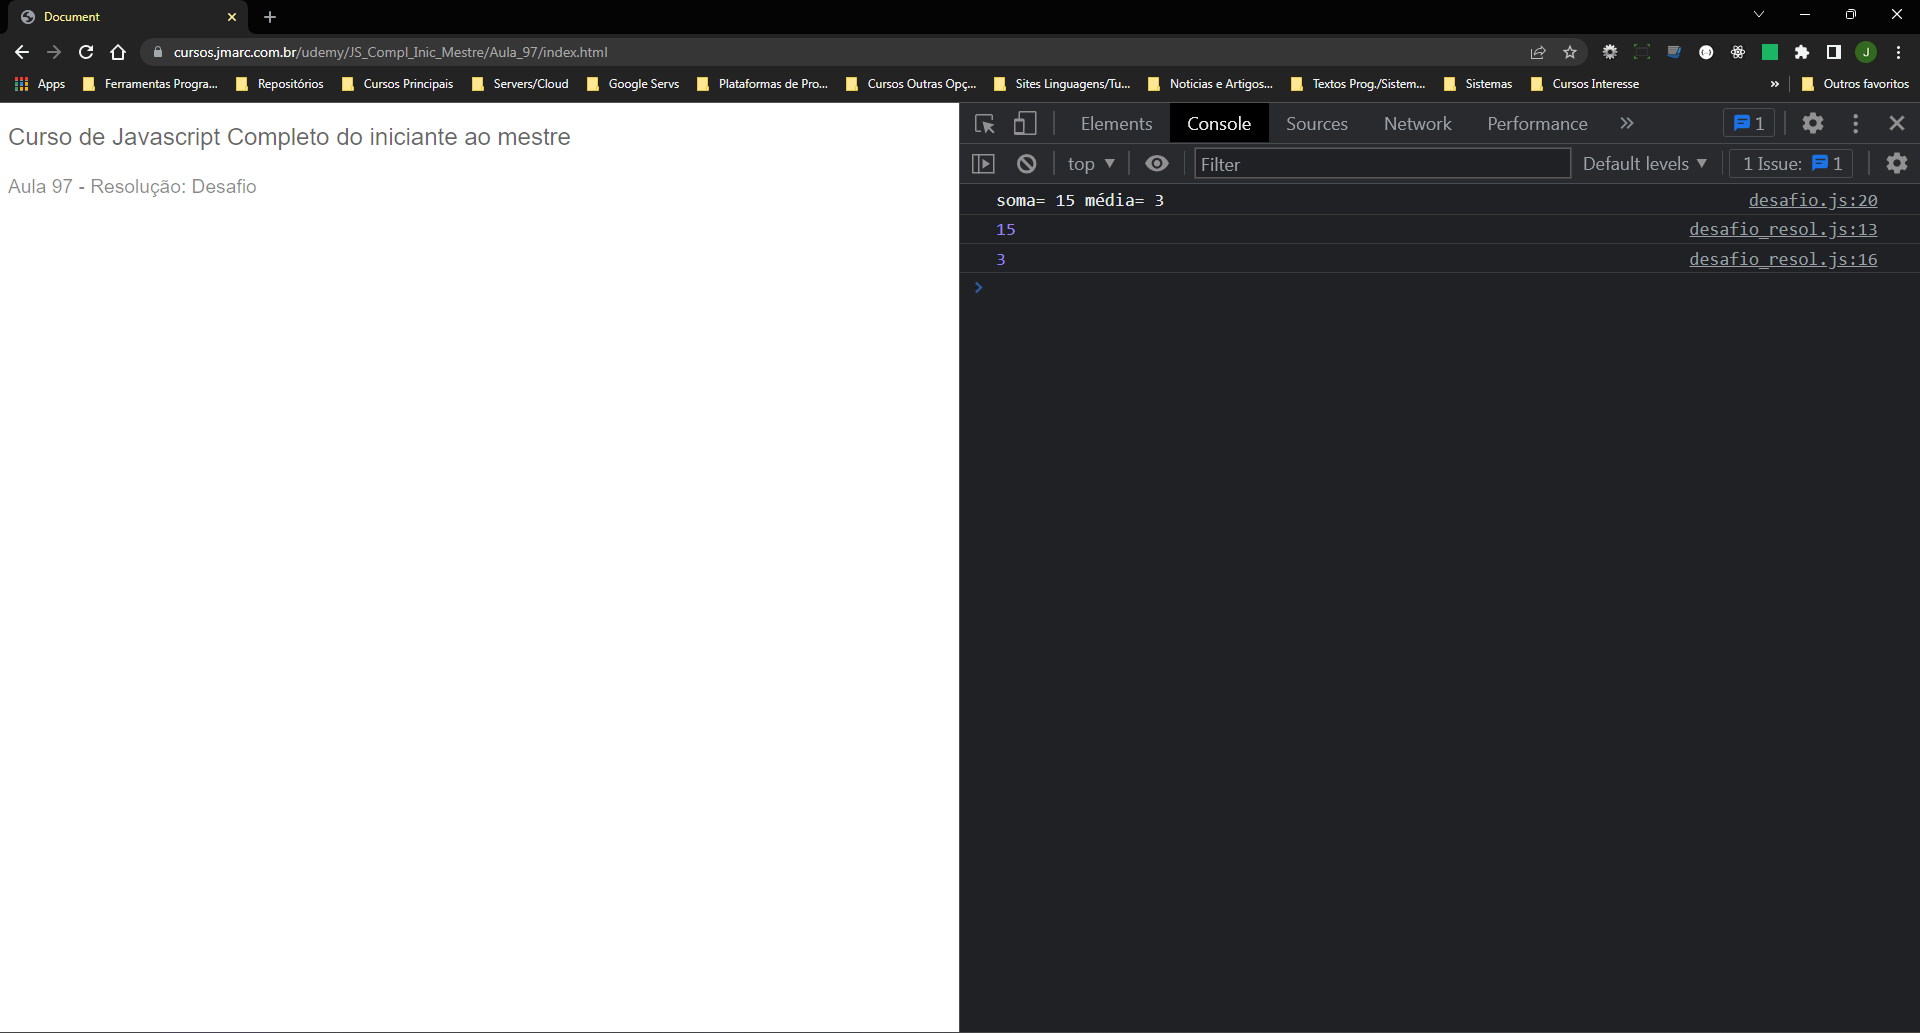 Document
cursos.jmarc.com.br/udemy/JS_Compl_Inic_Mestre/Aula_97/index.html
J
Apps Ferramentas Progra... Repositórios Cursos Principais Servers/Cloud Google Servs Plataformas de Pro... Cursos Outras Opç... Sites Linguagens/Tu... Noticias e Artigos... Textos Prog./Sistem... Sistemas Cursos Interesse » Outros favoritos
Curso de Javascript Completo do iniciante ao mestre
Aula 97 - Resolução: Desafio
Elements Console Sources Network Performance » 1
top Filter Default levels 1 Issue: 1
soma= 15 média= 3 desafio.js:20
15 desafio_resol.js:13
3 desafio_resol.js:16